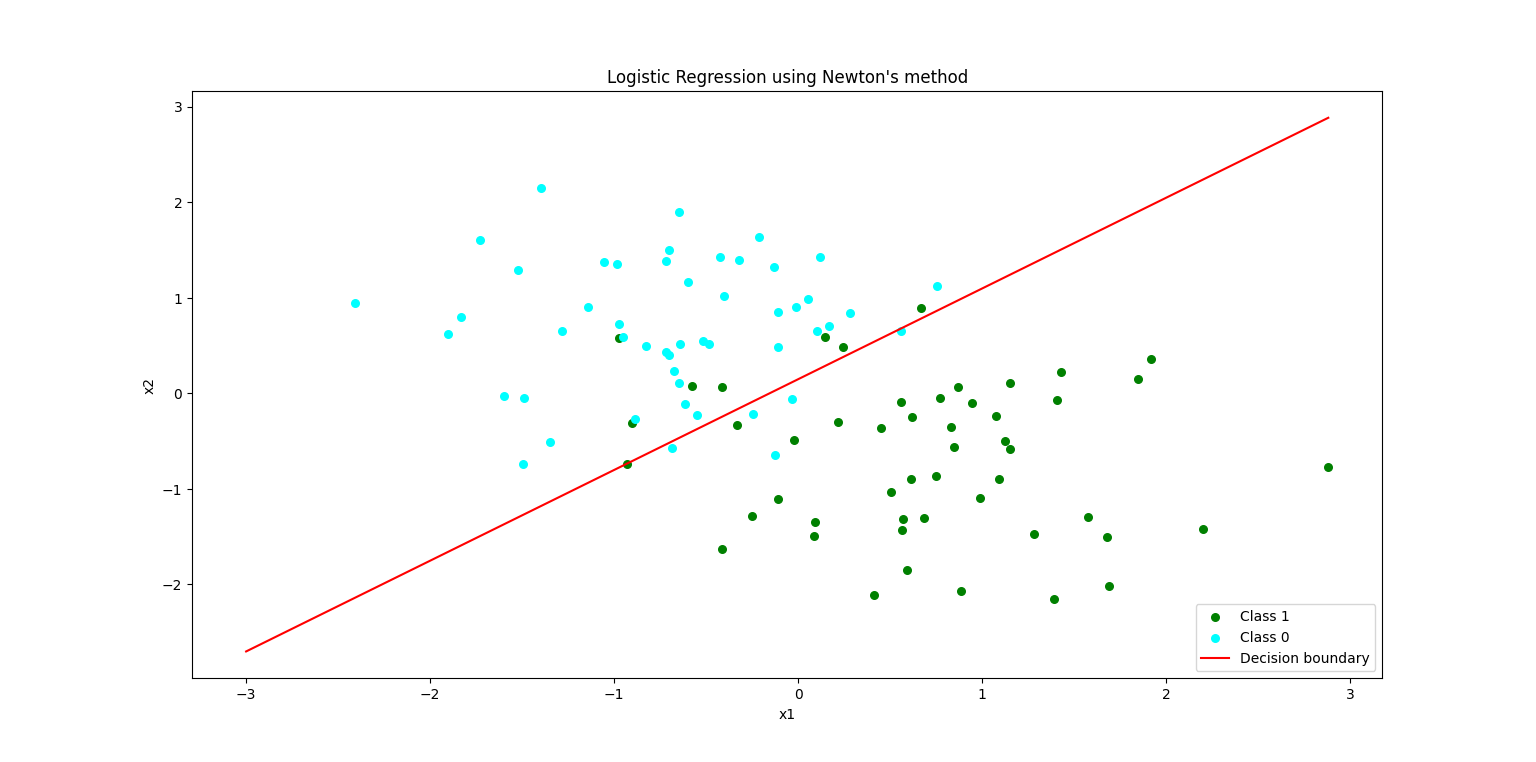 Logistic Regression using Newton's method
3
2
1
0
−1
−2
x2
−3
−2
−1
0
1
2
3
x1
Class 1
Class 0
Decision boundary